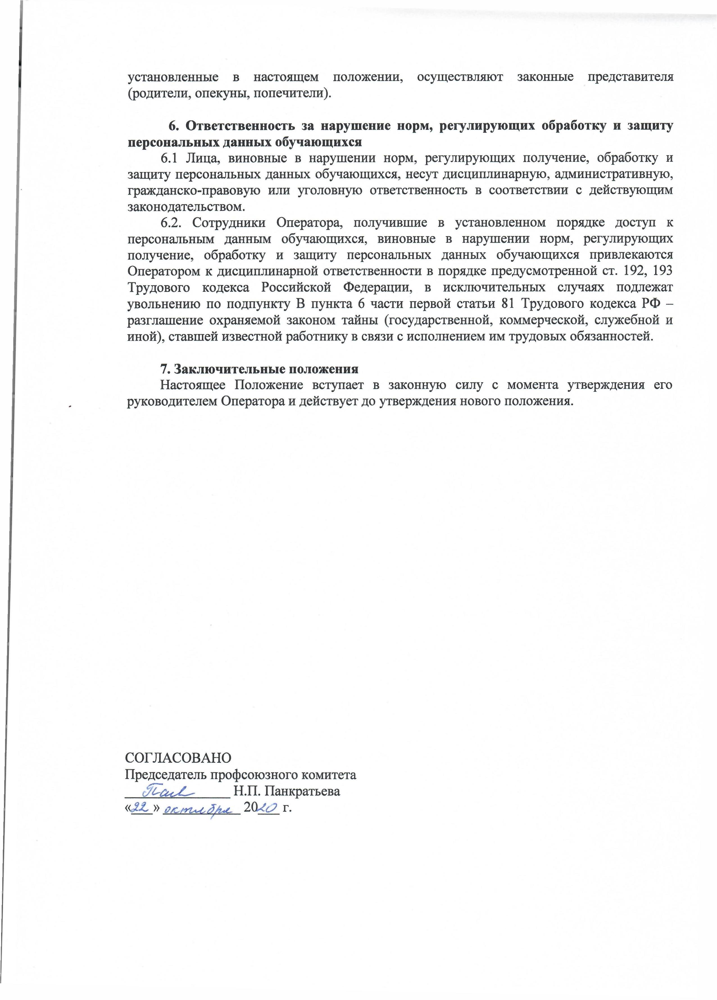 установленные в настоящем положении, осуществляют законные представителя
(родители, опекуны, попечители).
6. Ответственность за нарушение норм, регулирующих обработку и защиту
персональных данных обучающихся
6.1 Лица, виновные в нарушении норм, регулирующих получение, обработку и
защиту персональных данных обучающихся, несут дисциплинарную, административную,
гражданско-правовую или уголовную ответственность в соответствии с действующим
законодательством.
6.2. Сотрудники Оператора, получившие в установленном порядке доступ к
персональным данным обучающихся, виновные в нарушении норм, регулирующих
получение, обработку и защиту персональных данных обучающихся привлекаются
Оператором к дисциплинарной ответственности в порядке предусмотренной ст. 192, 193
Трудового кодекса Российской Федерации, в исключительных случаях подлежат
увольнению по подпункту В пункта 6 части первой статьи 81 Трудового кодекса РФ –
разглашение охраняемой законом тайны (государственной, коммерческой, служебной и
иной), ставшей известной работнику в связи с исполнением им трудовых обязанностей.
7. Заключительные положения
Настоящее Положение вступает в законную силу с момента утверждения его
руководителем Оператора и действует до утверждения нового положения.
СОГЛАСОВАНО
Председатель профсоюзного комитета
Н.П. Панкратьева
«22» октября 2020 г.